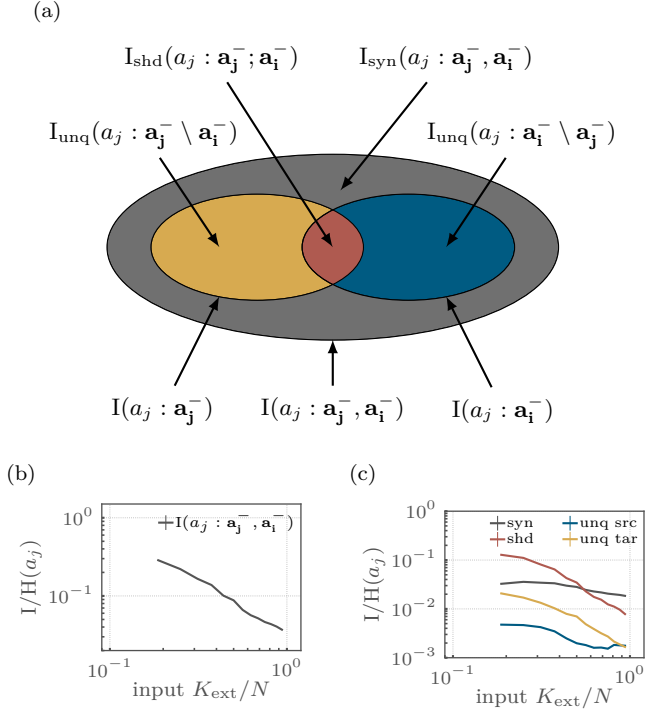 (a)
I_shd(a_j : a_j^-; a_i^-) I_syn(a_j : a_j^-, a_i^-)
I_unq(a_j : a_j^- \ a_i^-) I_unq(a_j : a_i^- \ a_j^-)
I(a_j : a_j^-) I(a_j : a_j^-, a_i^-) I(a_j : a_i^-)
(b)
I/H(a_j)
10^0
10^-1
I(a_j : a_j^-, a_i^-)
10^-1 10^0
input K_ext/N
(c)
I/H(a_j)
10^0
10^-1
10^-2
10^-3
syn unq src
shd unq tar
10^-1 10^0
input K_ext/N